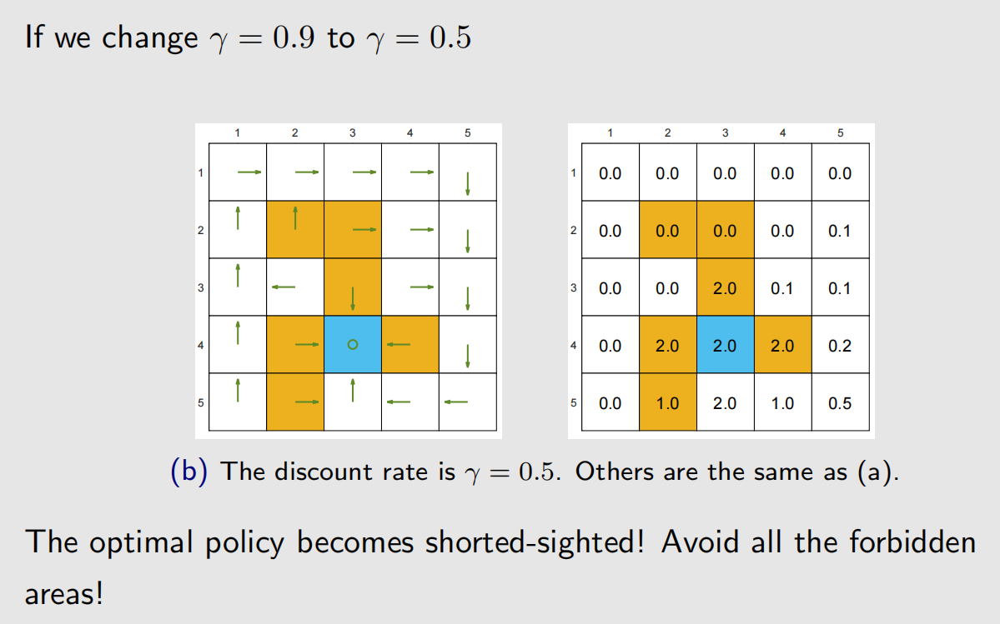 If we change γ = 0.9 to γ = 0.5
1 2 3 4 5
1
2
3
4
5
1 2 3 4 5
1 0.0 0.0 0.0 0.0 0.0
2 0.0 0.0 0.0 0.0 0.1
3 0.0 0.0 2.0 0.1 0.1
4 0.0 2.0 2.0 2.0 0.2
5 0.0 1.0 2.0 1.0 0.5
(b) The discount rate is γ = 0.5. Others are the same as (a).
The optimal policy becomes shorted-sighted! Avoid all the forbidden
areas!